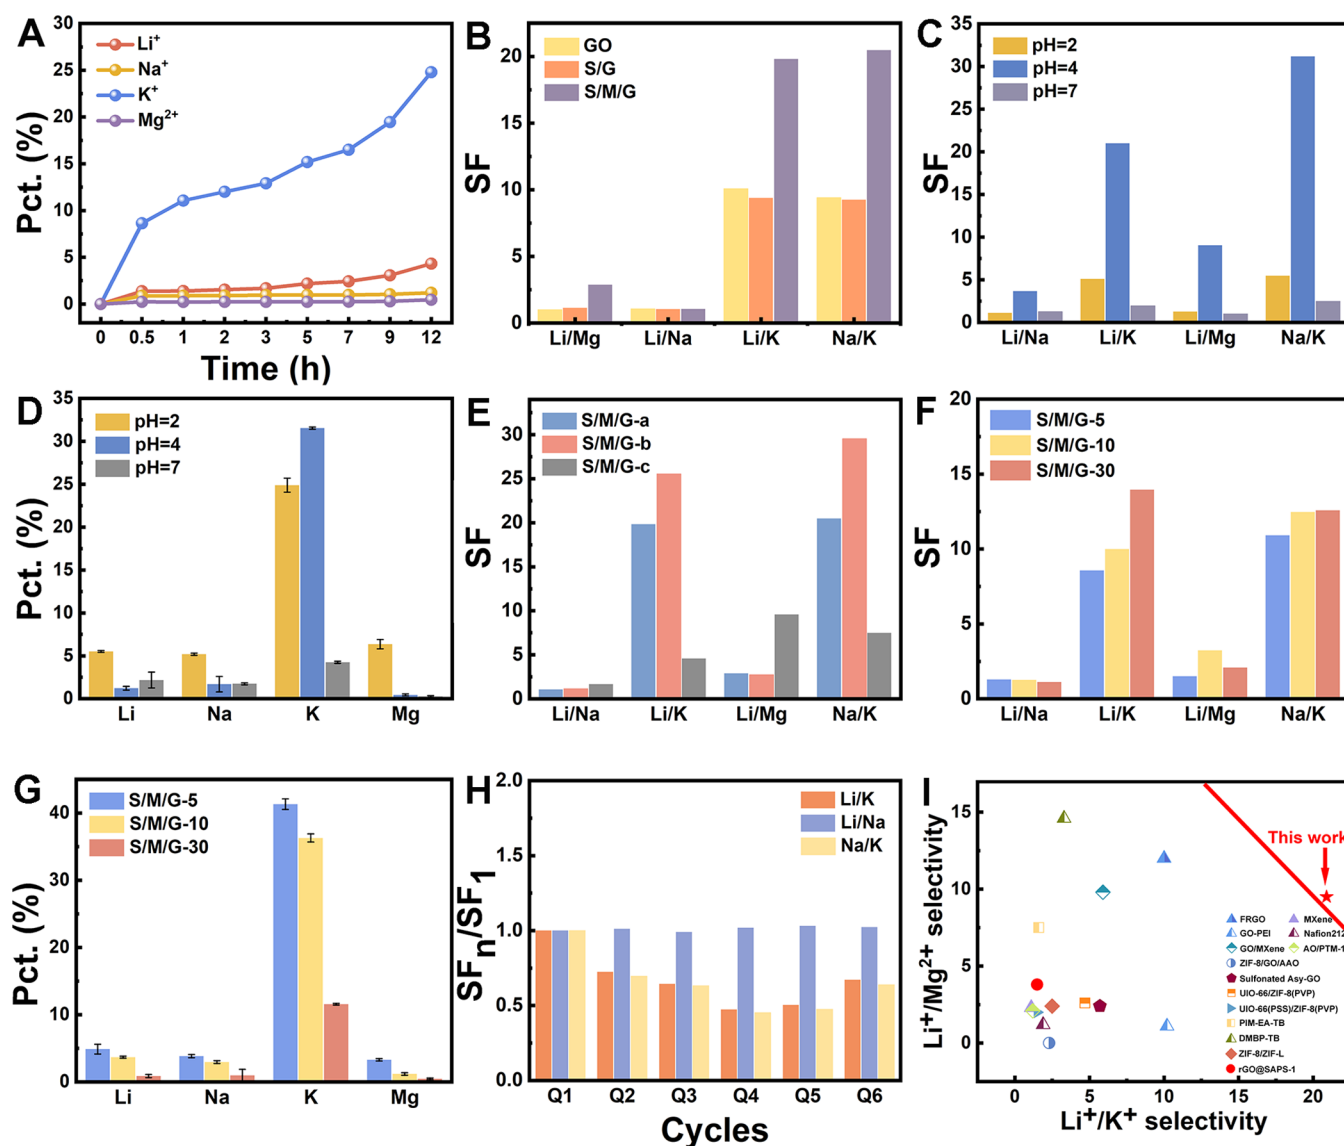 A
Pct. (%)
30
25
20
15
10
5
0
Li⁺
Na⁺
K⁺
Mg²⁺
0 0.5 1 2 3 5 7 9 12
Time (h)
B
SF
20
15
10
5
0
GO
S/G
S/M/G
Li/Mg Li/Na Li/K Na/K
C
SF
35
30
25
20
15
10
5
0
pH=2
pH=4
pH=7
Li/Na Li/K Li/Mg Na/K
D
Pct. (%)
35
30
25
20
15
10
5
0
pH=2
pH=4
pH=7
Li Na K Mg
E
SF
30
25
20
15
10
5
0
S/M/G-a
S/M/G-b
S/M/G-c
Li/Na Li/K Li/Mg Na/K
F
SF
20
15
10
5
0
S/M/G-5
S/M/G-10
S/M/G-30
Li/Na Li/K Li/Mg Na/K
G
Pct. (%)
40
30
20
10
0
S/M/G-5
S/M/G-10
S/M/G-30
Li Na K Mg
H
SFₙ/SF₁
2.0
1.5
1.0
0.5
0.0
Li/K
Li/Na
Na/K
Q1 Q2 Q3 Q4 Q5 Q6
Cycles
I
Li⁺/Mg²⁺ selectivity
15
10
5
0
This work
FRGO MXene
GO-PEI Nafion212
GO/MXene AO/PTM-1
ZIF-8/GO/AAO
Sulfonated Asy-GO
UIO-66/ZIF-8(PVP)
UIO-66(PSS)/ZIF-8(PVP)
PIM-EA-TB
DMBP-TB
ZIF-8/ZIF-L
rGO@SAPS-1
0 5 10 15 20
Li⁺/K⁺ selectivity